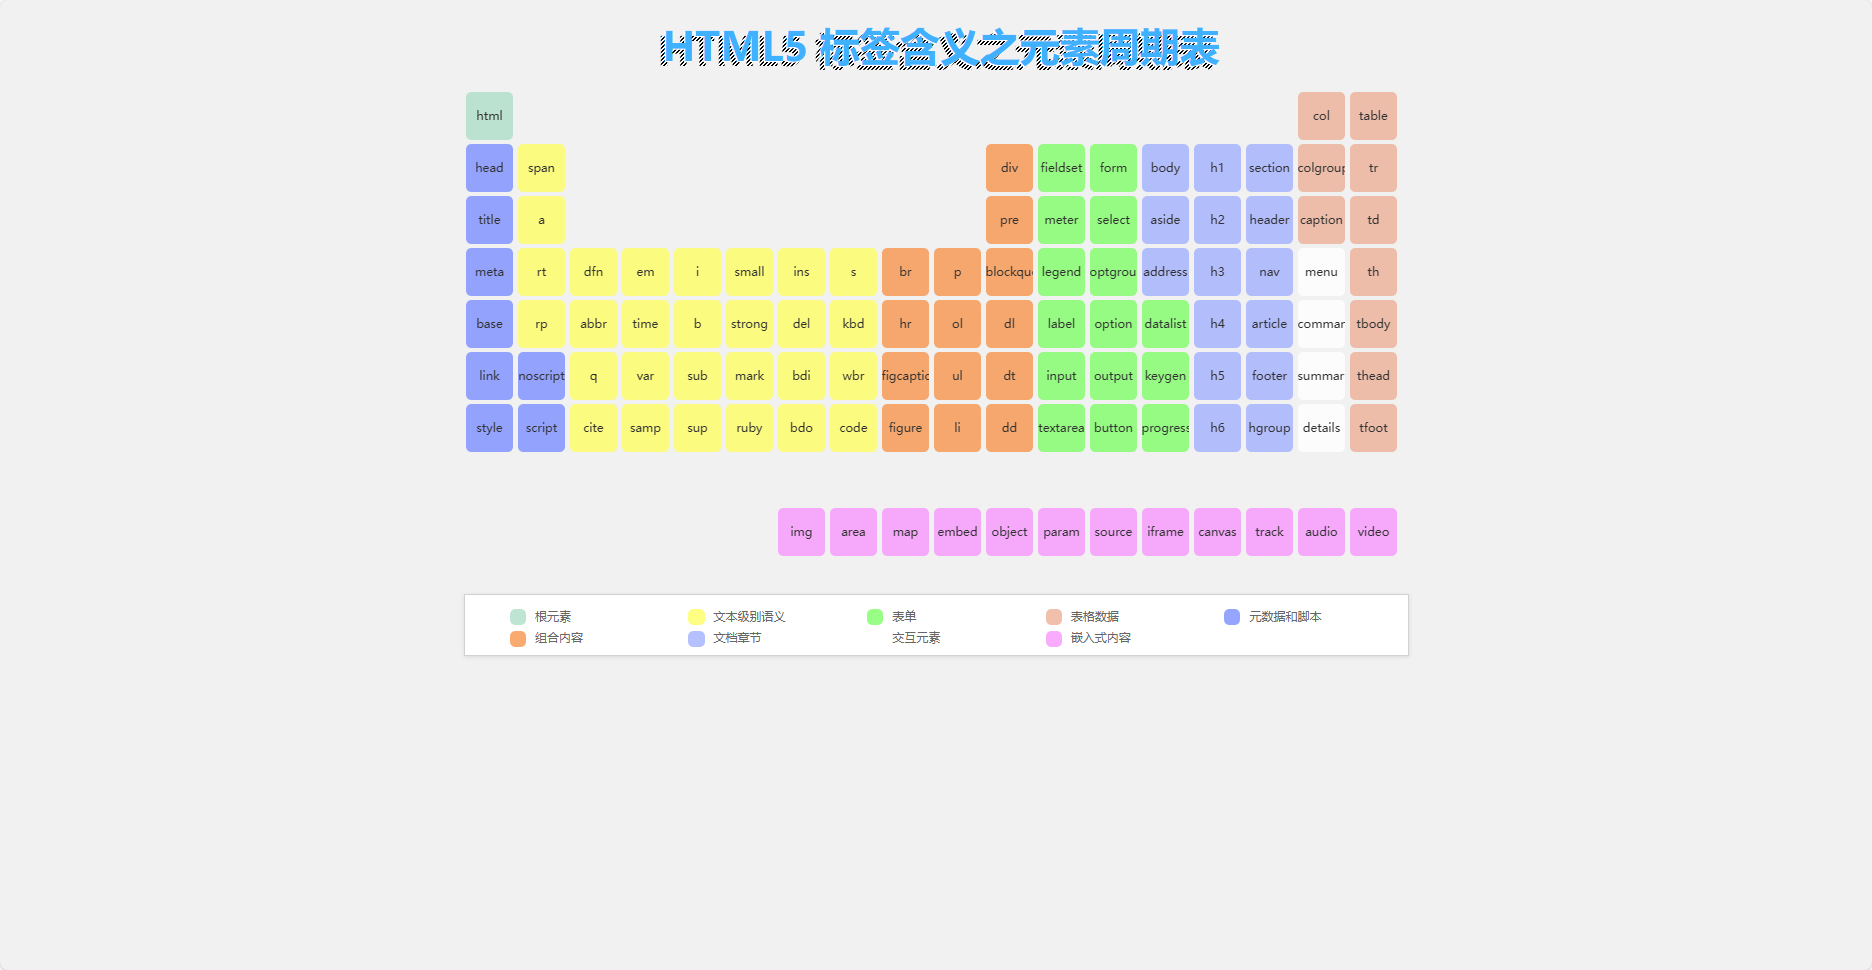 HTML5 标签含义之元素周期表
html col table
head span div fieldset form body h1 section colgroup tr
title a pre meter select aside h2 header caption td
meta rt dfn em i small ins s br p blockqu legend optgrou address h3 nav menu th
base rp abbr time b strong del kbd hr ol dl label option datalist h4 article commar tbody
link noscript q var sub mark bdi wbr figcaptic ul dt input output keygen h5 footer summar thead
style script cite samp sup ruby bdo code figure li dd textarea button progress h6 hgroup details tfoot
img area map embed object param source iframe canvas track audio video
根元素 文本级别语义 表单 表格数据 元数据和脚本
组合内容 文档章节 交互元素 嵌入式内容